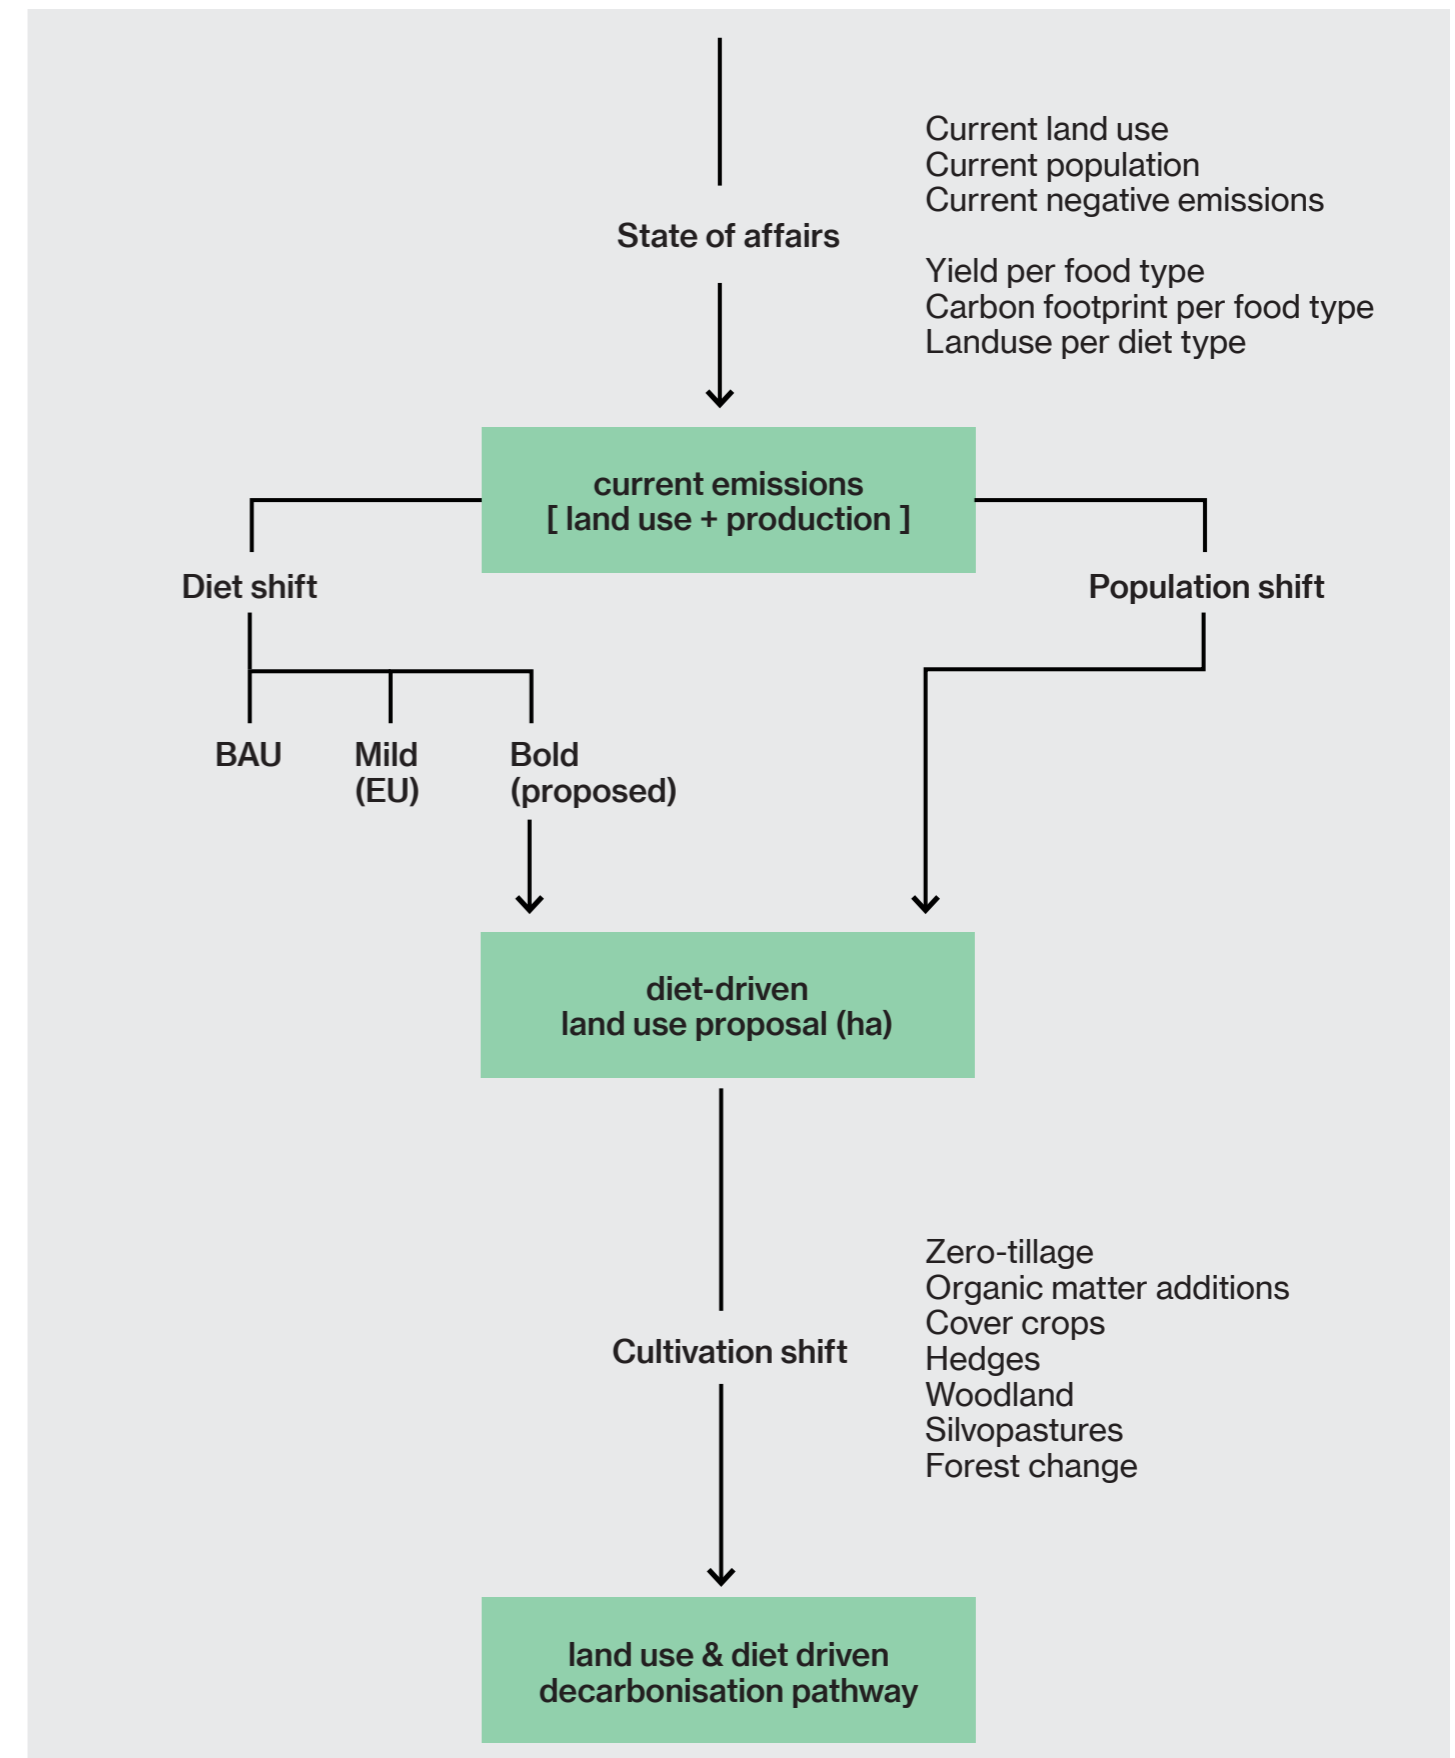 Current land use
Current population
Current negative emissions
State of affairs
Yield per food type
Carbon footprint per food type
Landuse per diet type
current emissions
[ land use + production ]
Diet shift
Population shift
BAU
Mild
(EU)
Bold
(proposed)
diet-driven
land use proposal (ha)
Zero-tillage
Organic matter additions
Cover crops
Hedges
Woodland
Silvopastures
Forest change
Cultivation shift
land use & diet driven
decarbonisation pathway